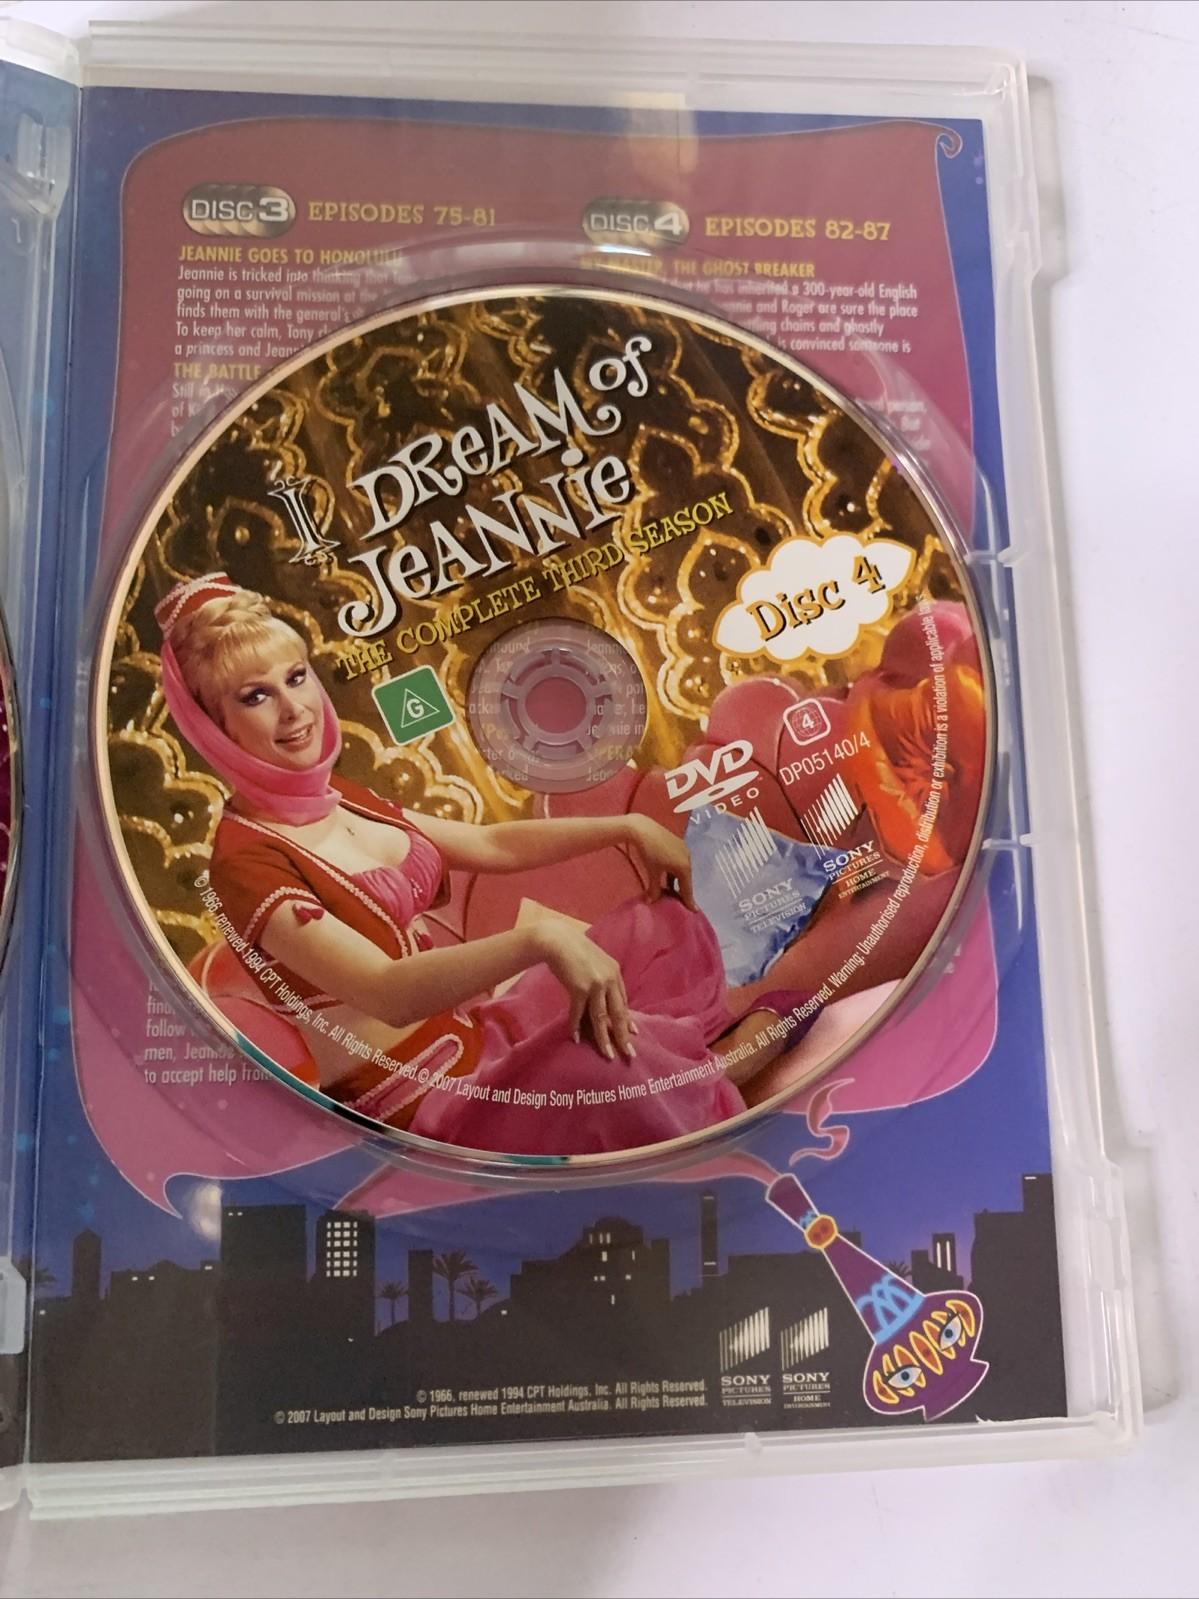 DISC 3 EPISODES 75-81
JEANNIE GOES TO HONOLULU
Jeannie is tricked into thinking that
going on a survival mission at the
finds them with the general's
To keep her calm, Tony
a princess and
THE BATTLE
Still
of
find,
follow
men,
to accept help from
DISC 4 EPISODES 82-87
MASTER, THE GHOST BREAKER
that he has inherited a 300-year-old English
and Roger are sure the place
chains and ghostly
is convinced someone is
person,
But
I DREAM of
JEANNIE
THE COMPLETE THIRD SEASON
Disc 4
G
4
DP05140/4
DVD
VIDEO
SONY
PICTURES
TELEVISION
SONY
PICTURES
HOME
ENTERTAINMENT
© 1966, renewed 1994 CPT Holdings, Inc. All Rights Reserved. © 2007 Layout and Design Sony Pictures Home Entertainment Australia. All Rights Reserved. Warning: Unauthorised reproduction, distribution or exhibition is a violation of applicable
SONY
PICTURES
TELEVISION
SONY
PICTURES
HOME
ENTERTAINMENT
© 1966, renewed 1994 CPT Holdings, Inc. All Rights Reserved.
© 2007 Layout and Design Sony Pictures Home Entertainment Australia. All Rights Reserved.